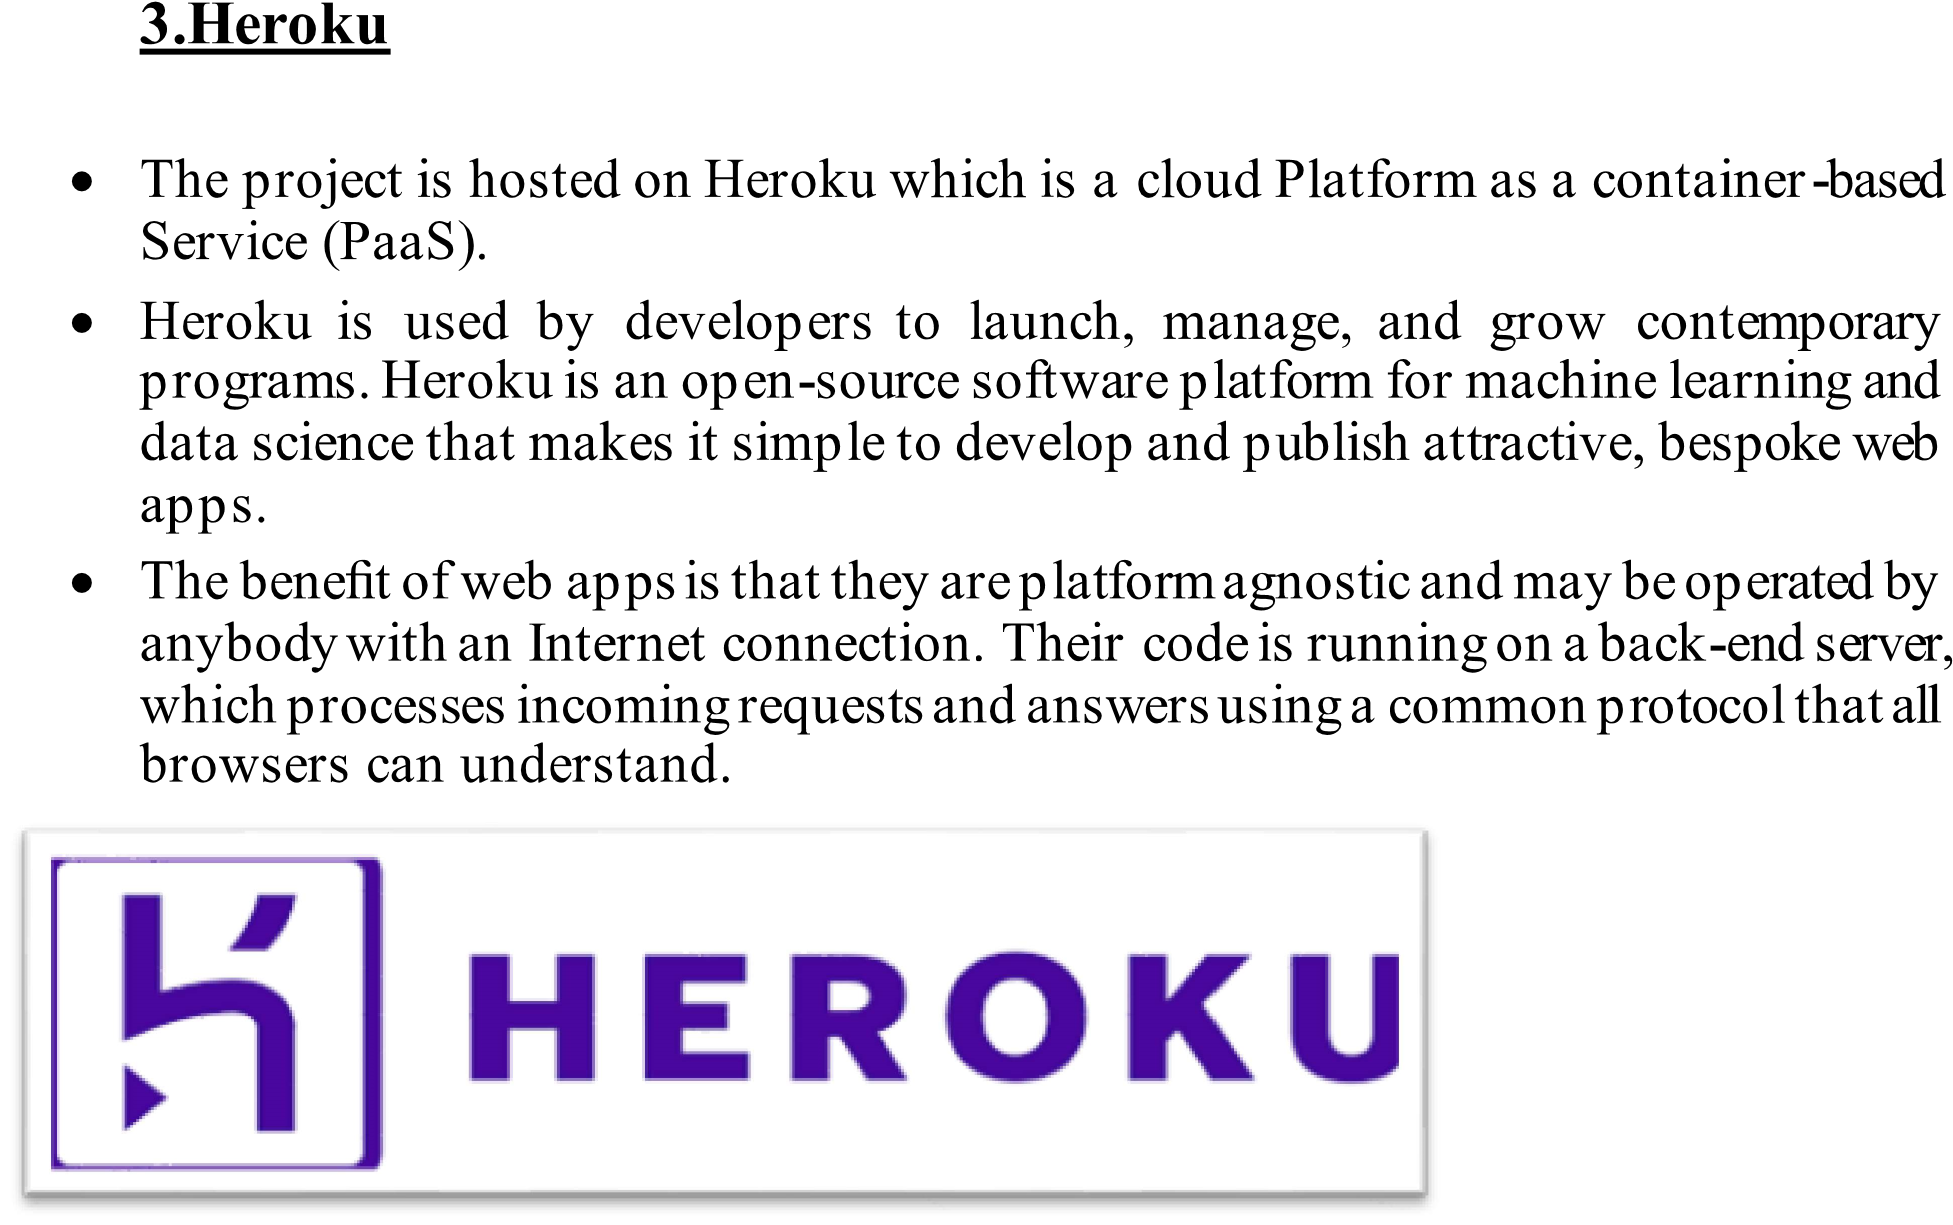 3.Heroku
• The project is hosted on Heroku which is a cloud Platform as a container-based
Service (PaaS).
• Heroku is used by developers to launch, manage, and grow contemporary
programs. Heroku is an open-source software platform for machine learning and
data science that makes it simple to develop and publish attractive, bespoke web
apps.
• The benefit of web apps is that they are platform agnostic and may be operated by
anybody with an Internet connection. Their code is running on a back-end server,
which processes incoming requests and answers using a common protocol that all
browsers can understand.
HEROKU